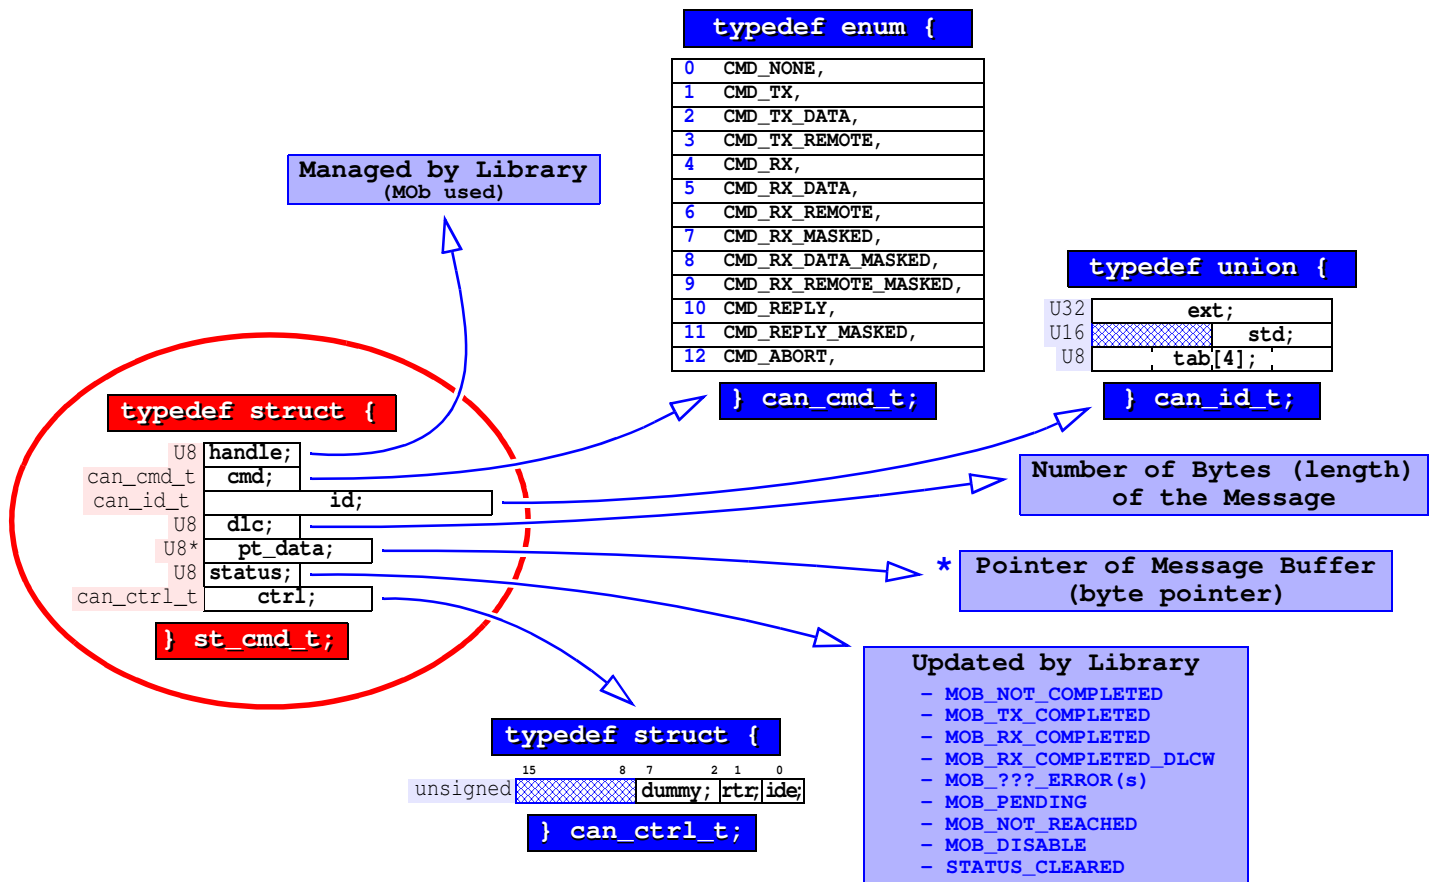 typedef enum {
0 CMD_NONE,
1 CMD_TX,
2 CMD_TX_DATA,
3 CMD_TX_REMOTE,
4 CMD_RX,
5 CMD_RX_DATA,
6 CMD_RX_REMOTE,
7 CMD_RX_MASKED,
8 CMD_RX_DATA_MASKED,
9 CMD_RX_REMOTE_MASKED,
10 CMD_REPLY,
11 CMD_REPLY_MASKED,
12 CMD_ABORT,
} can_cmd_t;
Managed by Library
(MOb used)
typedef union {
U32 ext;
U16 std;
U8 tab[4];
} can_id_t;
typedef struct {
U8 handle;
can_cmd_t cmd;
can_id_t id;
U8 dlc;
U8* pt_data;
U8 status;
can_ctrl_t ctrl;
} st_cmd_t;
Number of Bytes (length)
of the Message
* Pointer of Message Buffer
(byte pointer)
Updated by Library
- MOB_NOT_COMPLETED
- MOB_TX_COMPLETED
- MOB_RX_COMPLETED
- MOB_RX_COMPLETED_DLCW
- MOB_???_ERROR(s)
- MOB_PENDING
- MOB_NOT_REACHED
- MOB_DISABLE
- STATUS_CLEARED
typedef struct {
15 8 7 2 1 0
unsigned dummy; rtr; ide;
} can_ctrl_t;